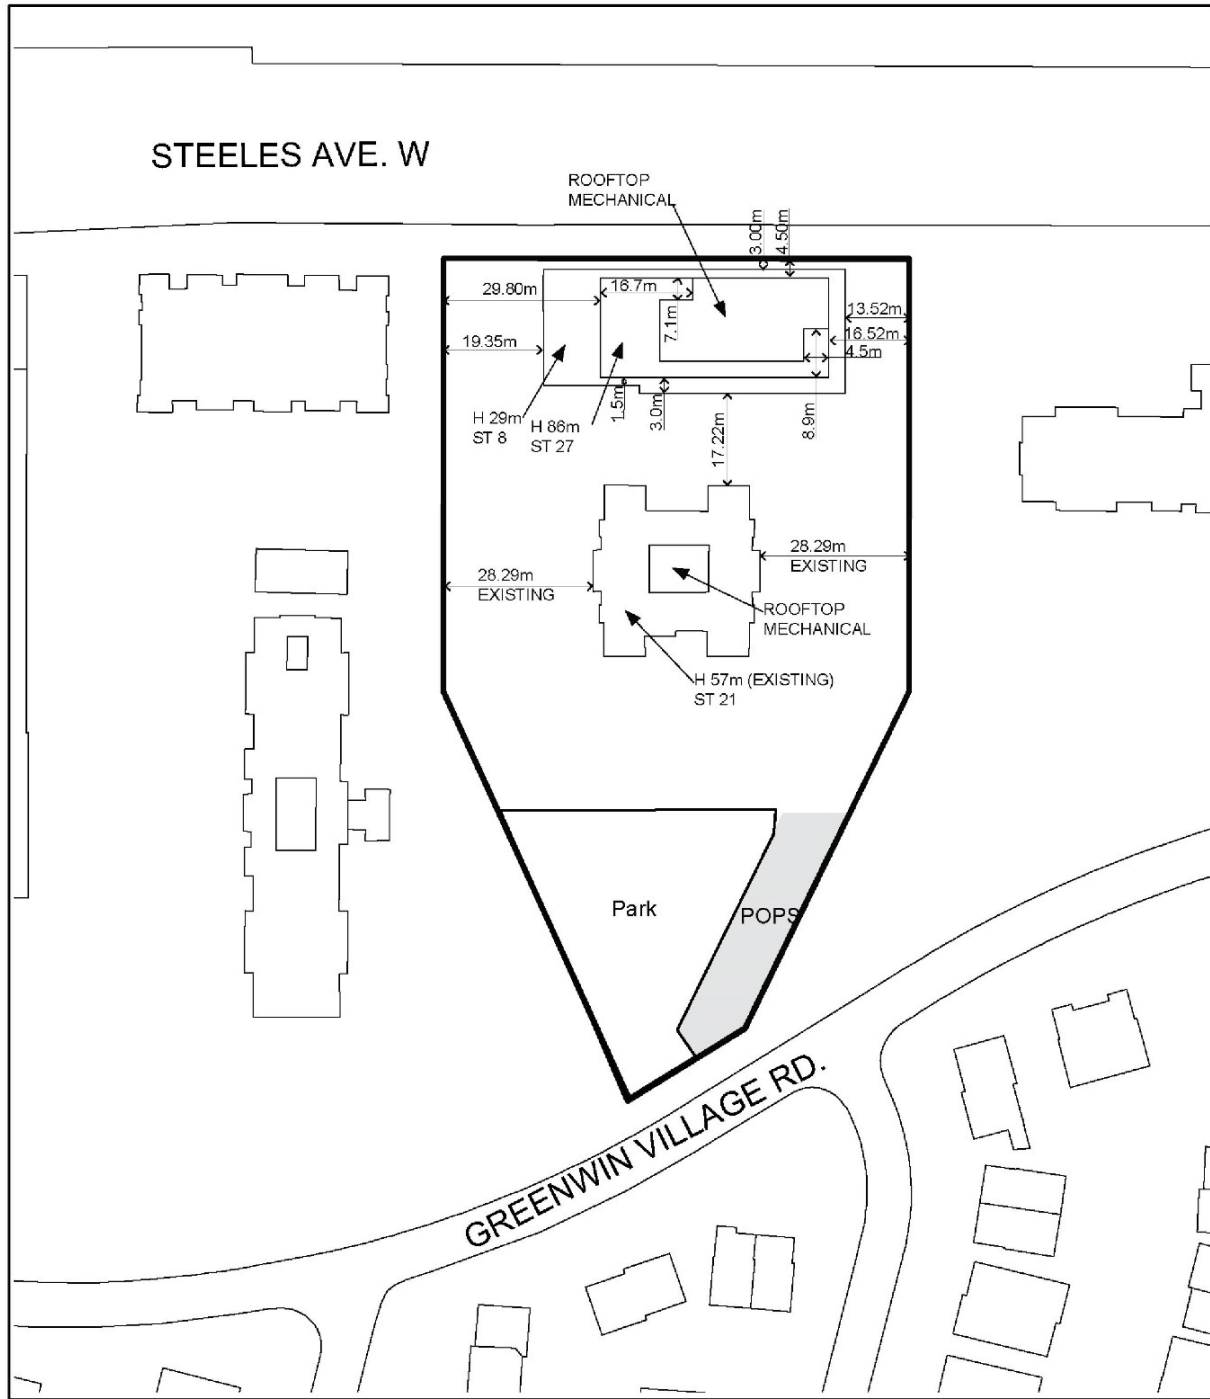 STEELES AVE. W
ROOFTOP
MECHANICAL
3.00m
4.50m
29.80m
16.7m
7.1m
13.52m
16.52m
4.5m
19.35m
1.5m
3.0m
8.9m
H 29m
ST 8
H 86m
ST 27
17.22m
28.29m
EXISTING
28.29m
EXISTING
ROOFTOP
MECHANICAL
H 57m (EXISTING)
ST 21
Park
POPS
GREENWIN VILLAGE RD.